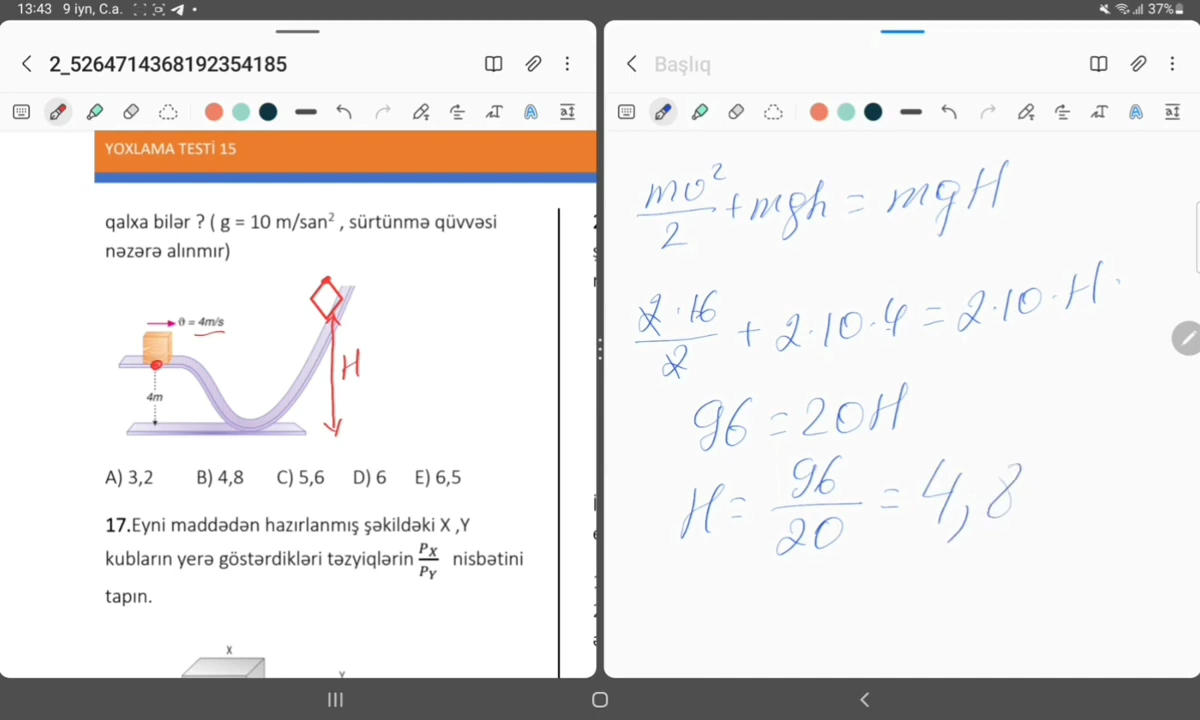 13:43 9 iyn, C.a. 37%
2_5264714368192354185
YOXLAMA TESTİ 15
qalxa bilər ? ( g = 10 m/san² , sürtünmə qüvvəsi
nəzərə alınmır)
ϑ = 4m/s
H
4m
A) 3,2 B) 4,8 C) 5,6 D) 6 E) 6,5
17.Eyni maddədən hazırlanmış şəkildəki X ,Y
kubların yerə göstərdikləri təzyiqlərin P_X/P_Y nisbətini
tapın.
X
Y
Başlıq
mυ²/2 + mgh = mgH
2·16/2 + 2·10·4 = 2·10·H
96 = 20H
H = 96/20 = 4,8